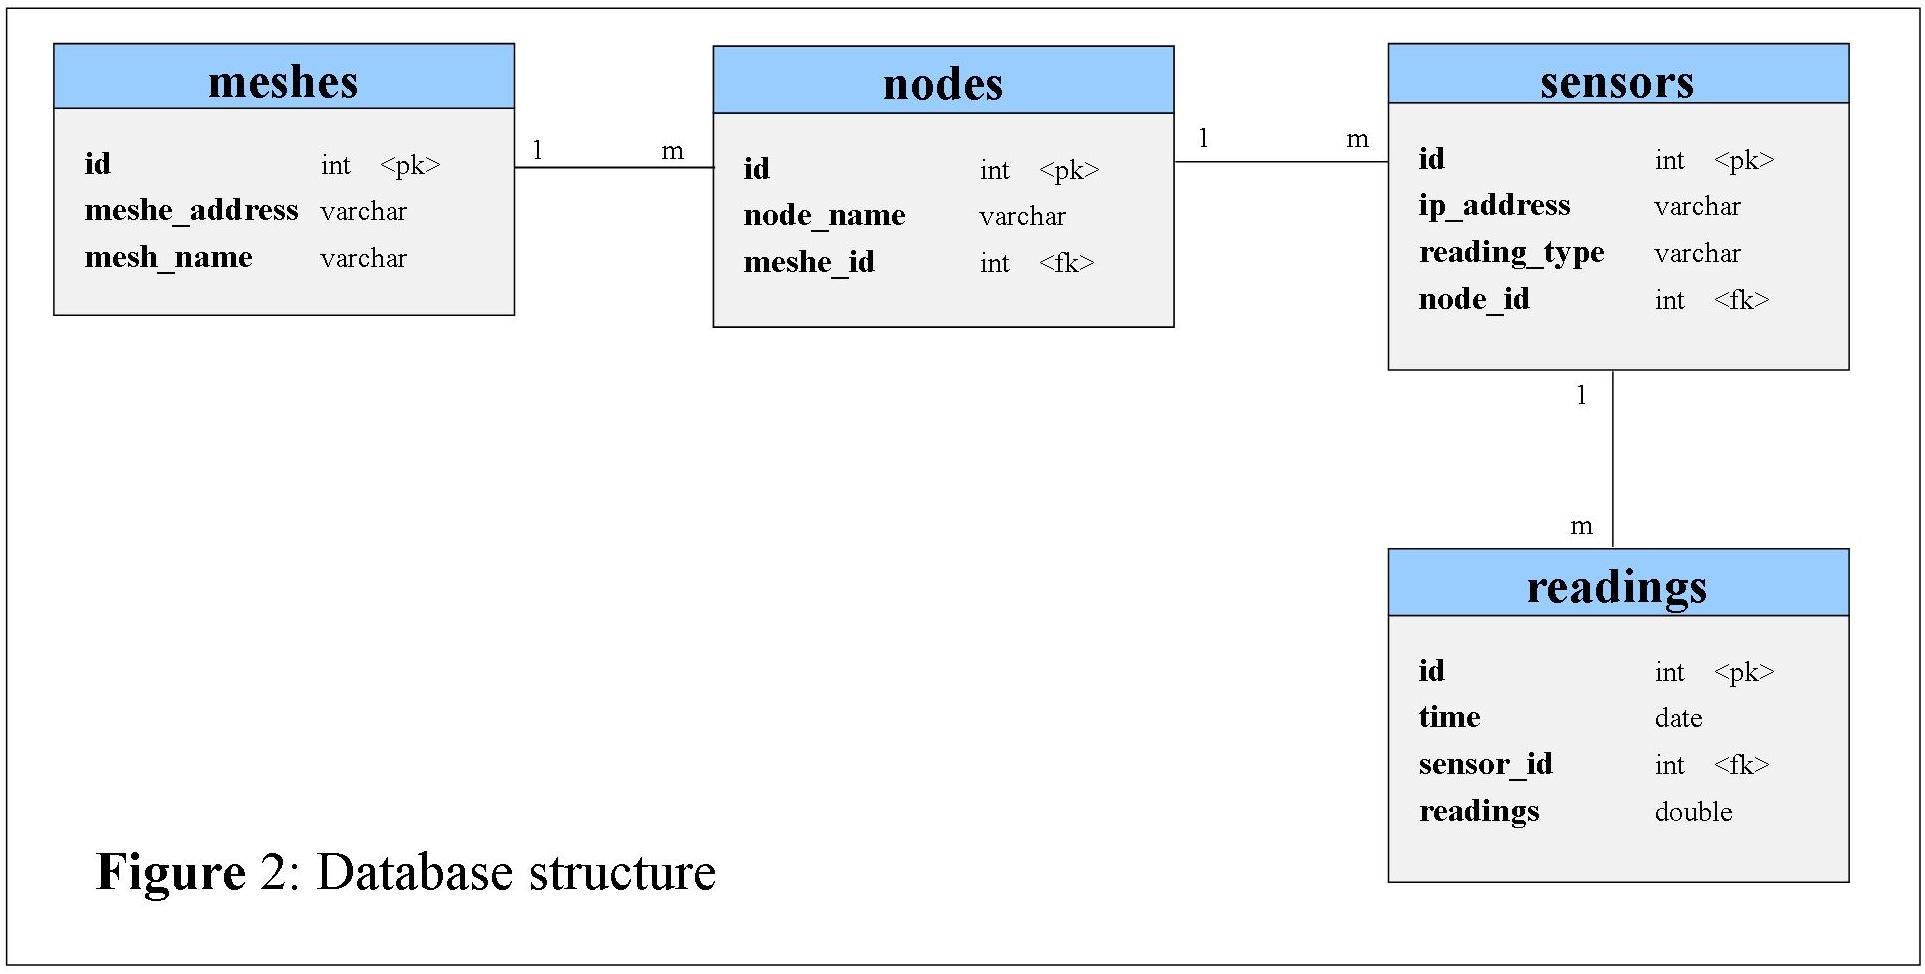 meshes
id int <pk>
meshe_address varchar
mesh_name varchar
1 m
nodes
id int <pk>
node_name varchar
meshe_id int <fk>
1 m
sensors
id int <pk>
ip_address varchar
reading_type varchar
node_id int <fk>
1
m
readings
id int <pk>
time date
sensor_id int <fk>
readings double
Figure 2: Database structure